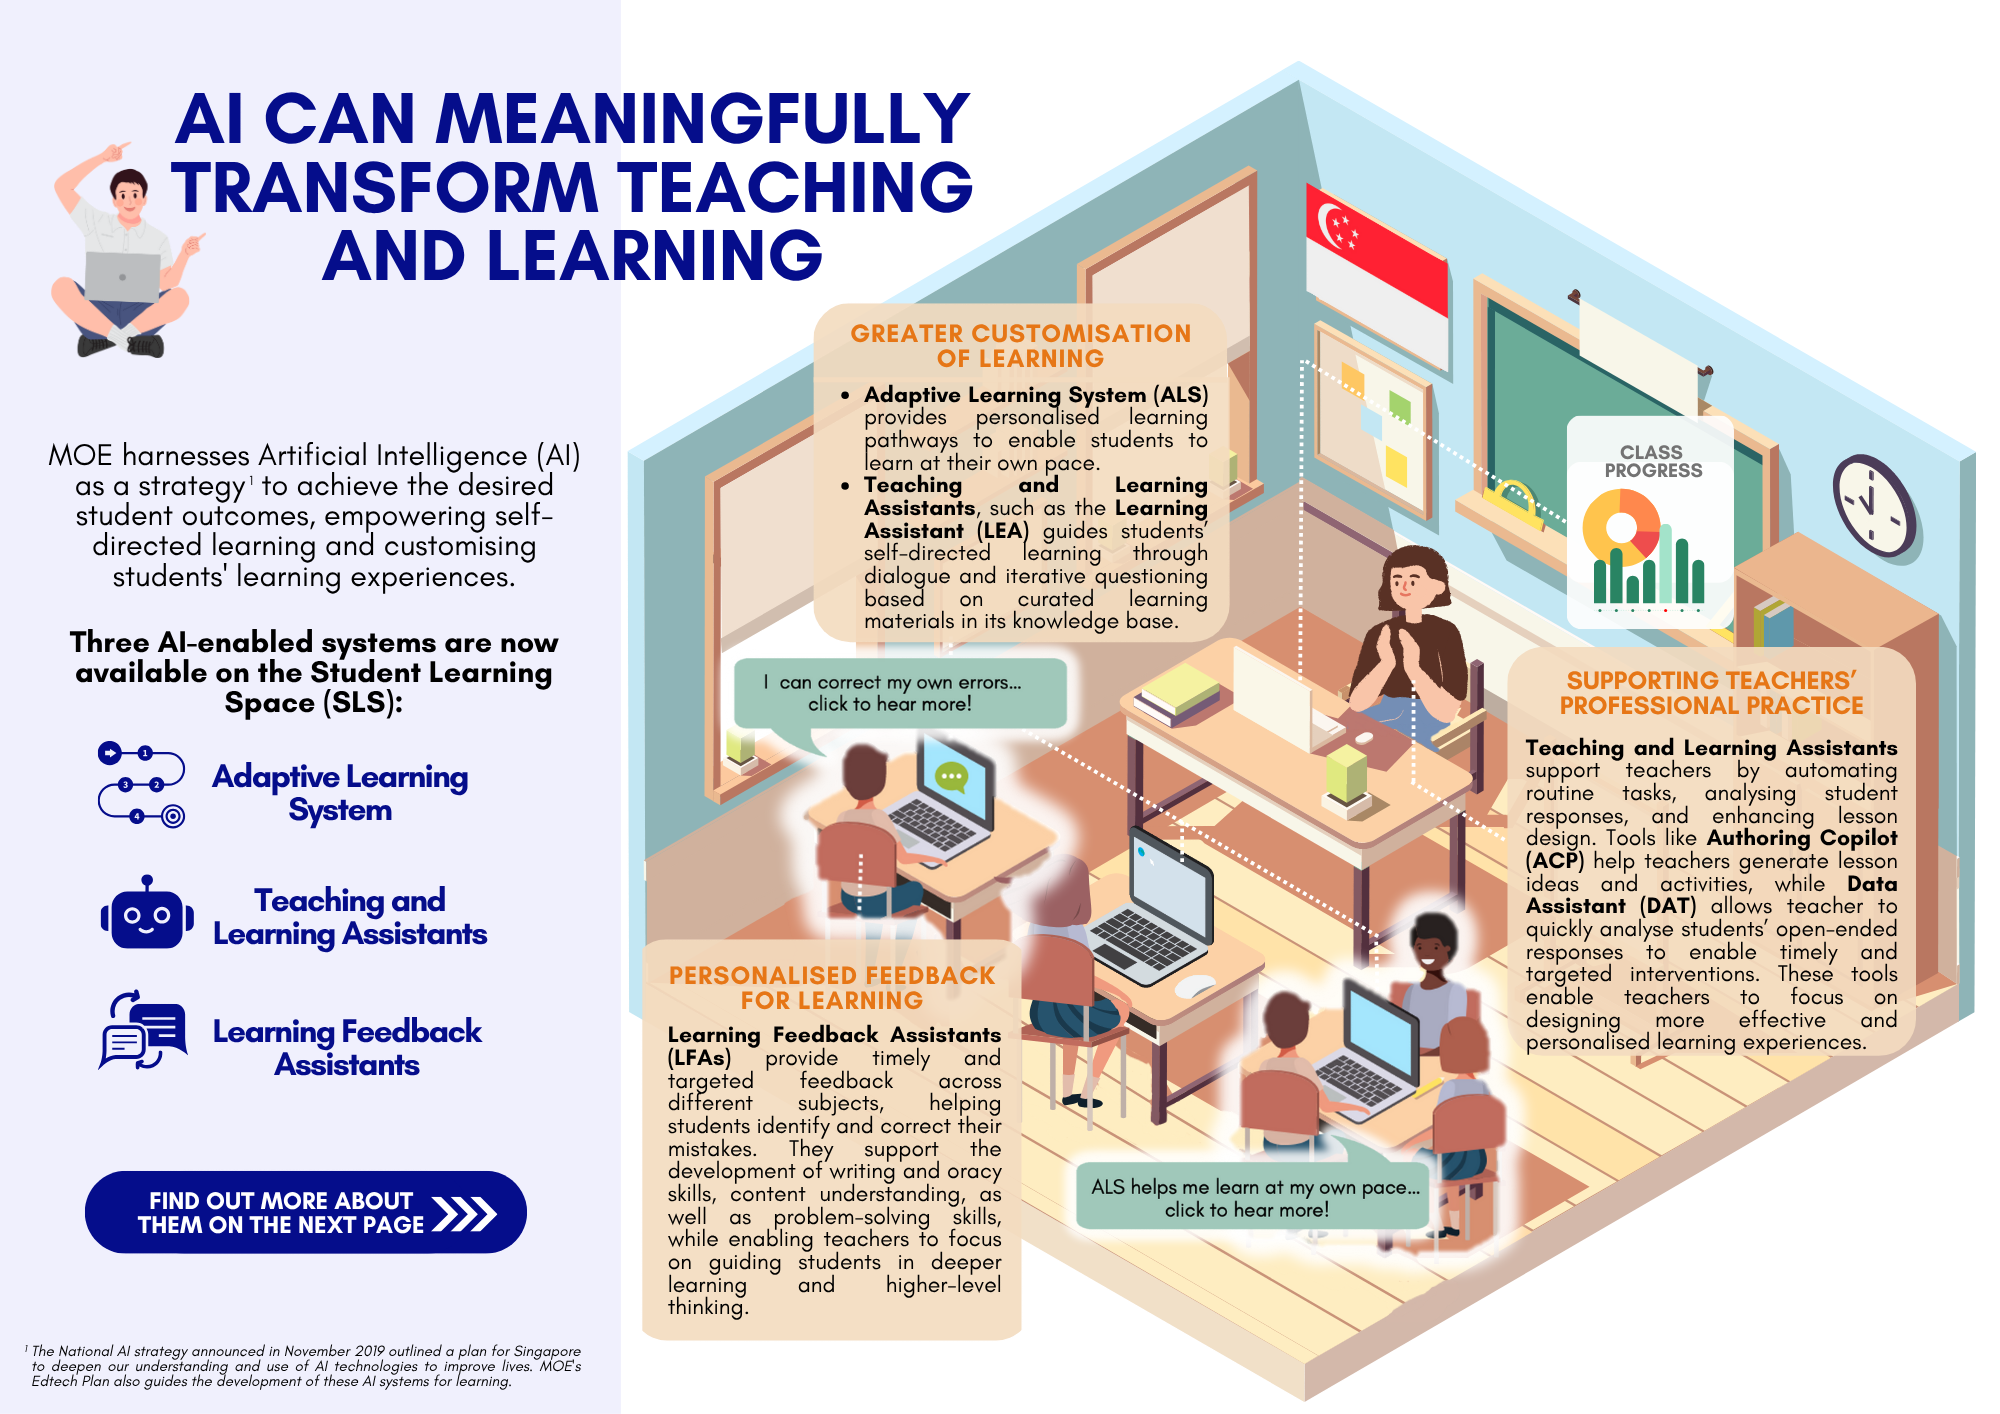 AI CAN MEANINGFULLY
TRANSFORM TEACHING
AND LEARNING
MOE harnesses Artificial Intelligence (AI)
as a strategy¹ to achieve the desired
student outcomes, empowering self-
directed learning and customising
students' learning experiences.
Three AI-enabled systems are now
available on the Student Learning
Space (SLS):
1
3 2
4
Adaptive Learning
System
Teaching and
Learning Assistants
Learning Feedback
Assistants
FIND OUT MORE ABOUT
THEM ON THE NEXT PAGE
¹ The National AI strategy announced in November 2019 outlined a plan for Singapore
to deepen our understanding and use of AI technologies to improve lives. MOE's
Edtech Plan also guides the development of these AI systems for learning.
GREATER CUSTOMISATION
OF LEARNING
• Adaptive Learning System (ALS)
provides personalised learning
pathways to enable students to
learn at their own pace.
• Teaching and Learning
Assistants, such as the Learning
Assistant (LEA) guides students'
self-directed learning through
dialogue and iterative questioning
based on curated learning
materials in its knowledge base.
I can correct my own errors...
click to hear more!
PERSONALISED FEEDBACK
FOR LEARNING
Learning Feedback Assistants
(LFAs) provide timely and
targeted feedback across
different subjects, helping
students identify and correct their
mistakes. They support the
development of writing and oracy
skills, content understanding, as
well as problem-solving skills,
while enabling teachers to focus
on guiding students in deeper
learning and higher-level
thinking.
CLASS
PROGRESS
SUPPORTING TEACHERS'
PROFESSIONAL PRACTICE
Teaching and Learning Assistants
support teachers by automating
routine tasks, analysing student
responses, and enhancing lesson
design. Tools like Authoring Copilot
(ACP) help teachers generate lesson
ideas and activities, while Data
Assistant (DAT) allows teacher to
quickly analyse students' open-ended
responses to enable timely and
targeted interventions. These tools
enable teachers to focus on
designing more effective and
personalised learning experiences.
ALS helps me learn at my own pace...
click to hear more!